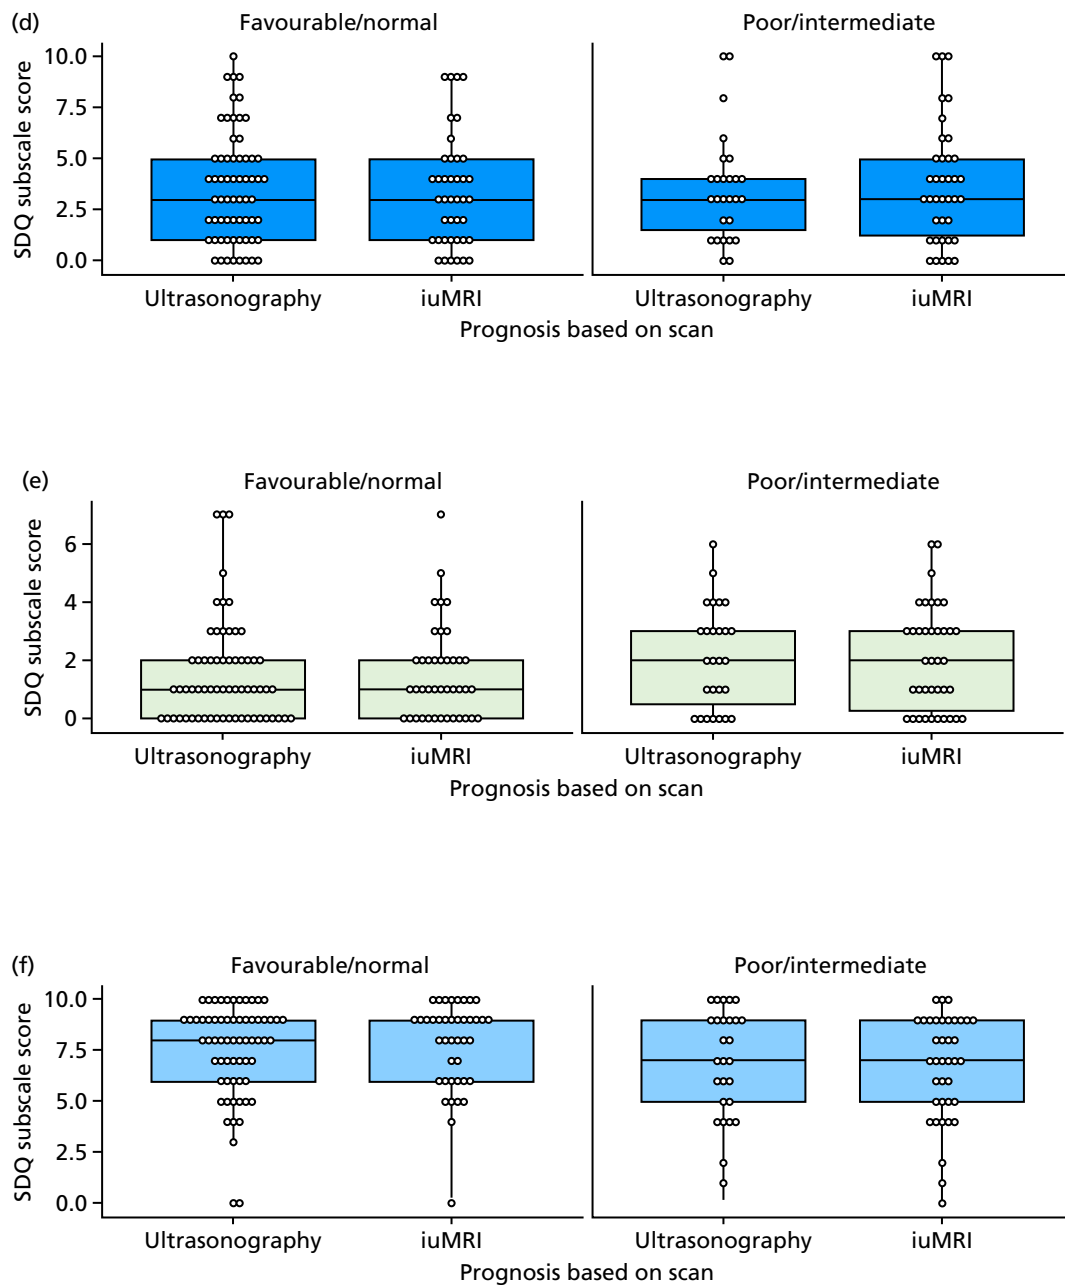 (d)
Favourable/normal Poor/intermediate
SDQ subscale score
10.0
7.5
5.0
2.5
0.0
Ultrasonography iuMRI Ultrasonography iuMRI
Prognosis based on scan
(e)
Favourable/normal Poor/intermediate
SDQ subscale score
6
4
2
0
Ultrasonography iuMRI Ultrasonography iuMRI
Prognosis based on scan
(f)
Favourable/normal Poor/intermediate
SDQ subscale score
10.0
7.5
5.0
2.5
0.0
Ultrasonography iuMRI Ultrasonography iuMRI
Prognosis based on scan